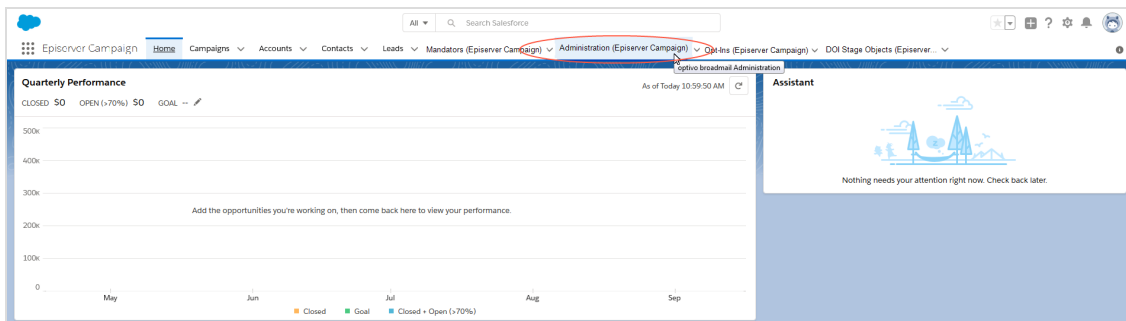 All Search Salesforce
Episerver Campaign Home Campaigns Accounts Contacts Leads Mandators (Episerver Campaign) Administration (Episerver Campaign) Opt-Ins (Episerver Campaign) DOI Stage Objects (Episerver...
optivo broadmail Administration
Quarterly Performance
As of Today 10:59:50 AM
CLOSED $0 OPEN (>70%) $0 GOAL --
500K
400K
300K
Add the opportunities you're working on, then come back here to view your performance.
200K
100K
0
May Jun Jul Aug Sep
Closed Goal Closed + Open (>70%)
Assistant
Nothing needs your attention right now. Check back later.